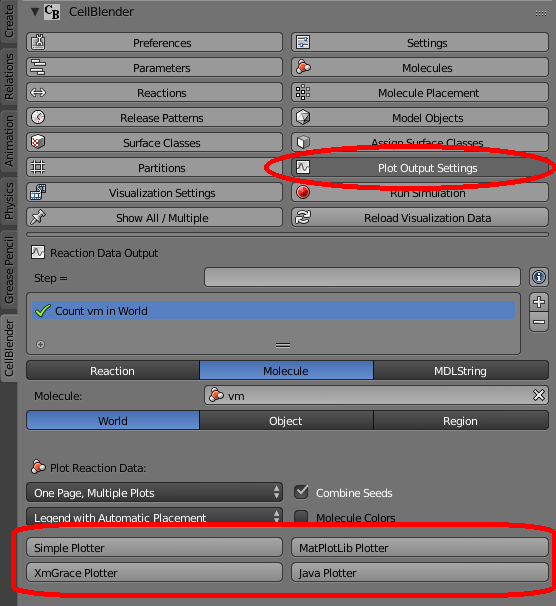 CellBlender
Preferences
Settings
Parameters
Molecules
Reactions
Molecule Placement
Release Patterns
Model Objects
Surface Classes
Assign Surface Classes
Partitions
Plot Output Settings
Visualization Settings
Run Simulation
Show All / Multiple
Reload Visualization Data
Reaction Data Output
Step =
Count vm in World
Reaction
Molecule
MDLString
Molecule:
vm
World
Object
Region
Plot Reaction Data:
One Page, Multiple Plots
Combine Seeds
Legend with Automatic Placement
Molecule Colors
Simple Plotter
MatPlotLib Plotter
XmGrace Plotter
Java Plotter
Create
Relations
Animation
Physics
Grease Pencil
CellBlender